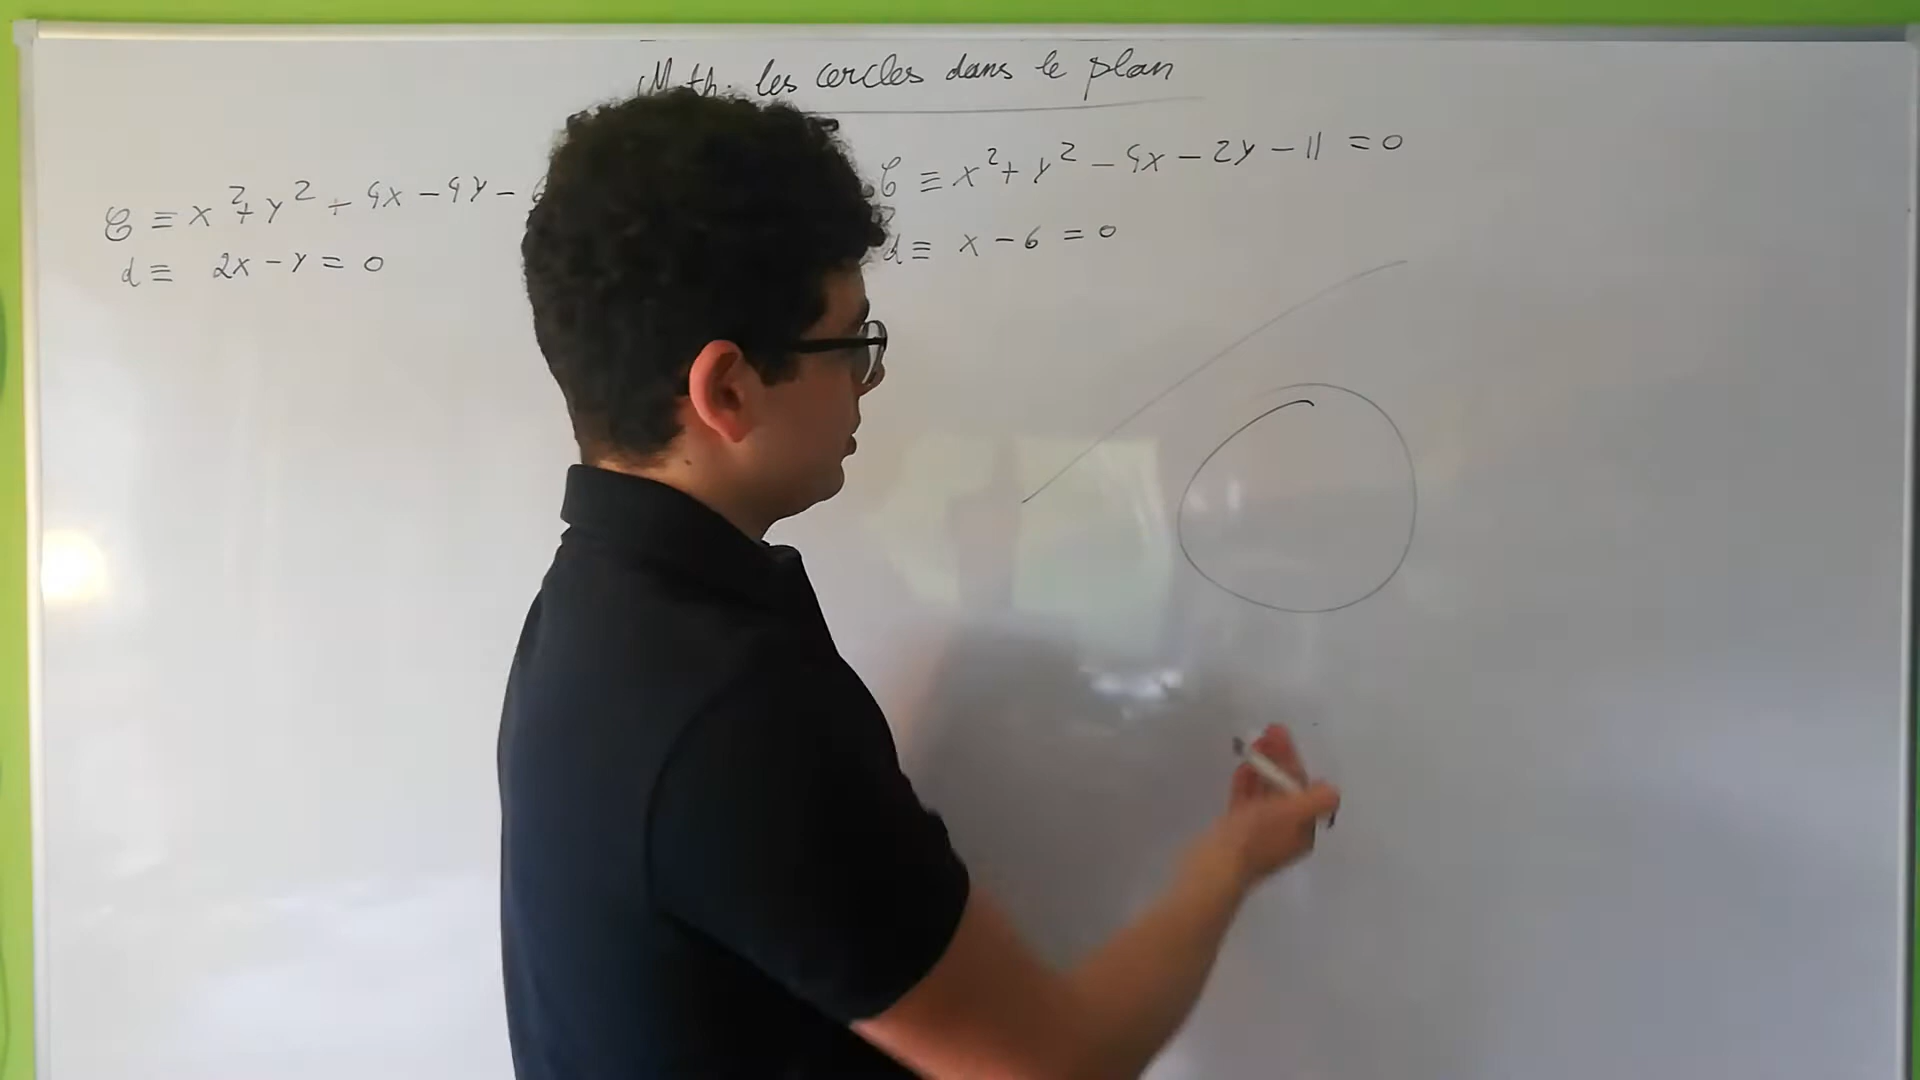 Math: les cercles dans le plan
C ≡ x² + y² + 4x - 4y - 6
d ≡ 2x - y = 0
C ≡ x² + y² - 4x - 2y - 11 = 0
d ≡ x - 6 = 0